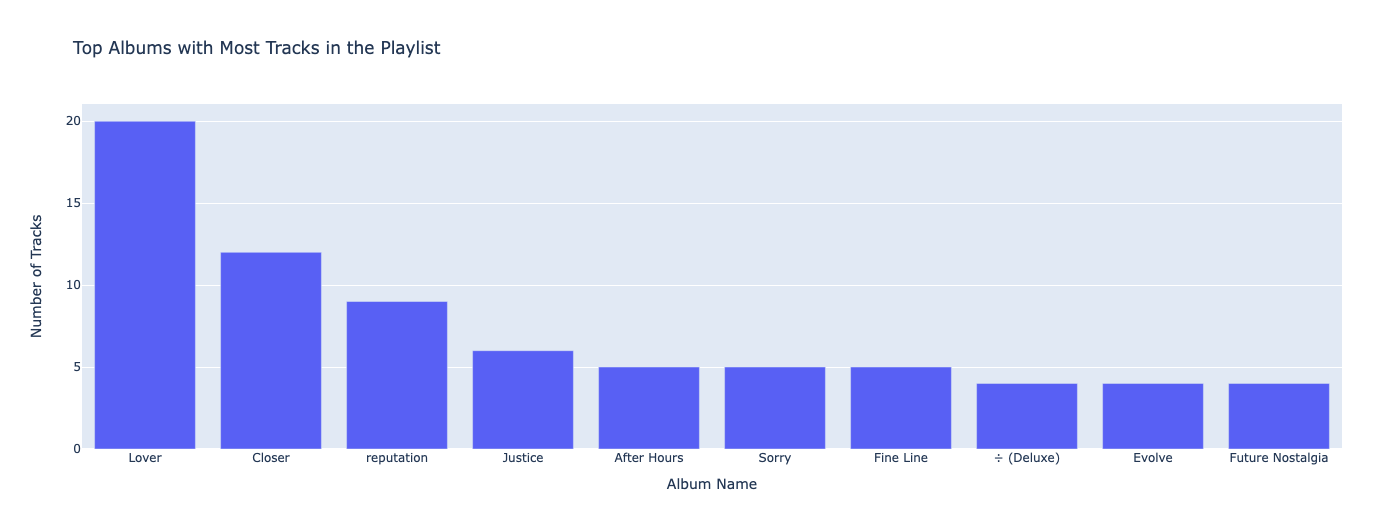 Top Albums with Most Tracks in the Playlist
20
15
10
5
0
Number of Tracks
Lover Closer reputation Justice After Hours Sorry Fine Line ÷ (Deluxe) Evolve Future Nostalgia
Album Name